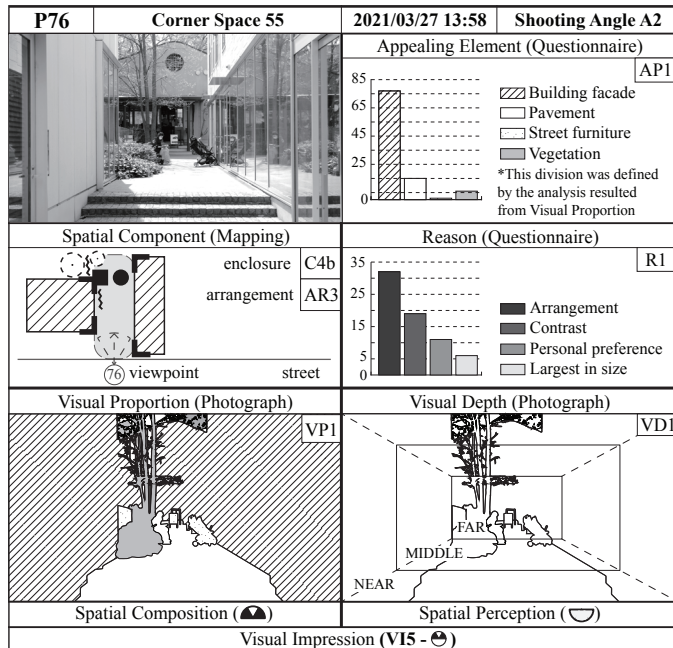 P76 Corner Space 55 2021/03/27 13:58 Shooting Angle A2
Appealing Element (Questionnaire)
AP1
85
65
45
25
5
0
Building facade
Pavement
Street furniture
Vegetation
*This division was defined
by the analysis resulted
from Visual Proportion
Spatial Component (Mapping)
enclosure C4b
arrangement AR3
76 viewpoint street
Reason (Questionnaire)
R1
35
25
15
5
0
Arrangement
Contrast
Personal preference
Largest in size
Visual Proportion (Photograph)
VP1
Visual Depth (Photograph)
VD1
FAR
MIDDLE
NEAR
Spatial Composition ( )
Spatial Perception ( )
Visual Impression (VI5 - )